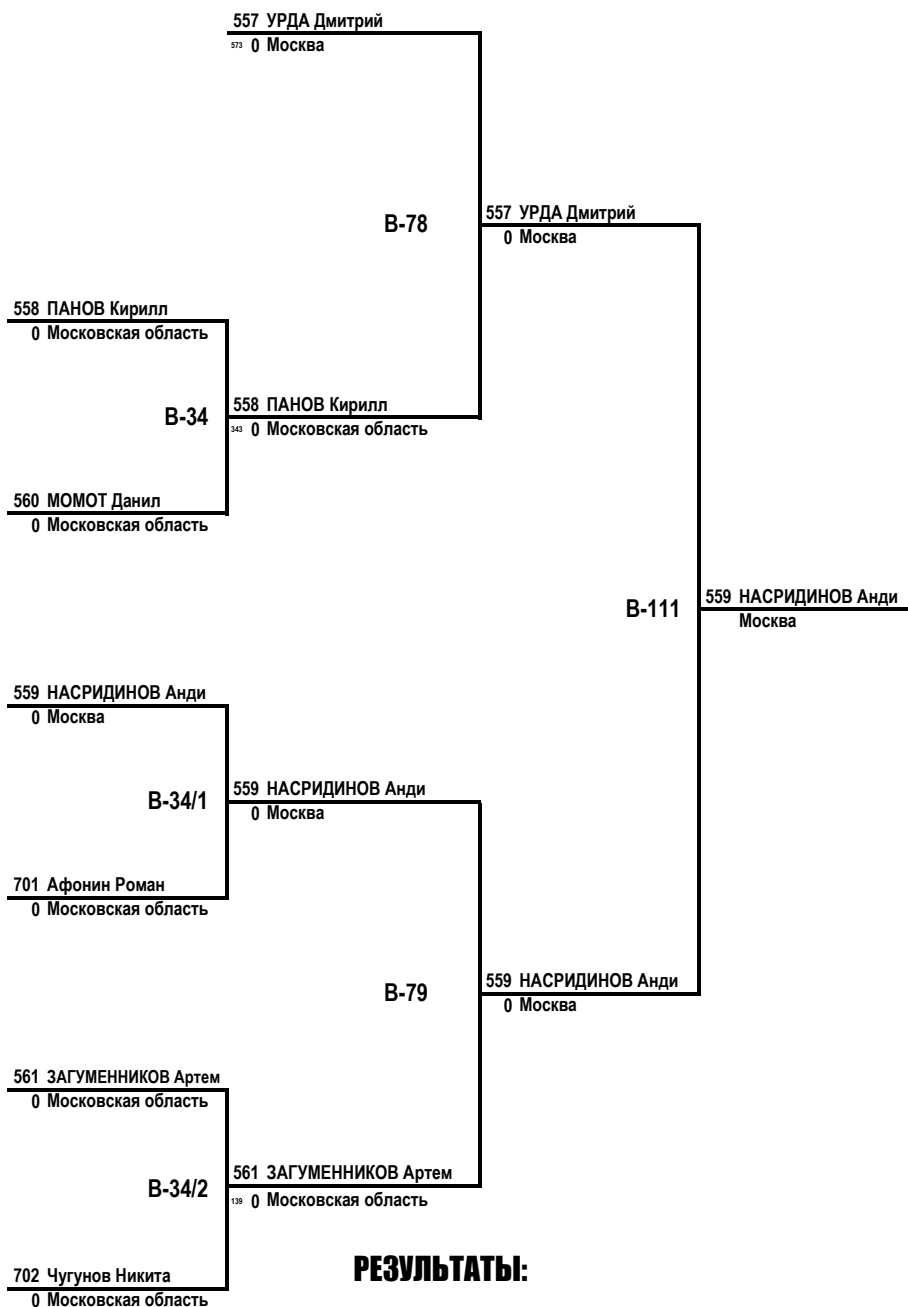 557 УРДА Дмитрий
573 0 Москва
В-78
557 УРДА Дмитрий
0 Москва
558 ПАНОВ Кирилл
0 Московская область
В-34
558 ПАНОВ Кирилл
343 0 Московская область
560 МОМОТ Данил
0 Московская область
В-111
559 НАСРИДИНОВ Анди
Москва
559 НАСРИДИНОВ Анди
0 Москва
В-34/1
559 НАСРИДИНОВ Анди
0 Москва
701 Афонин Роман
0 Московская область
В-79
559 НАСРИДИНОВ Анди
0 Москва
561 ЗАГУМЕННИКОВ Артем
0 Московская область
В-34/2
561 ЗАГУМЕННИКОВ Артем
139 0 Московская область
702 Чугунов Никита
0 Московская область
РЕЗУЛЬТАТЫ: